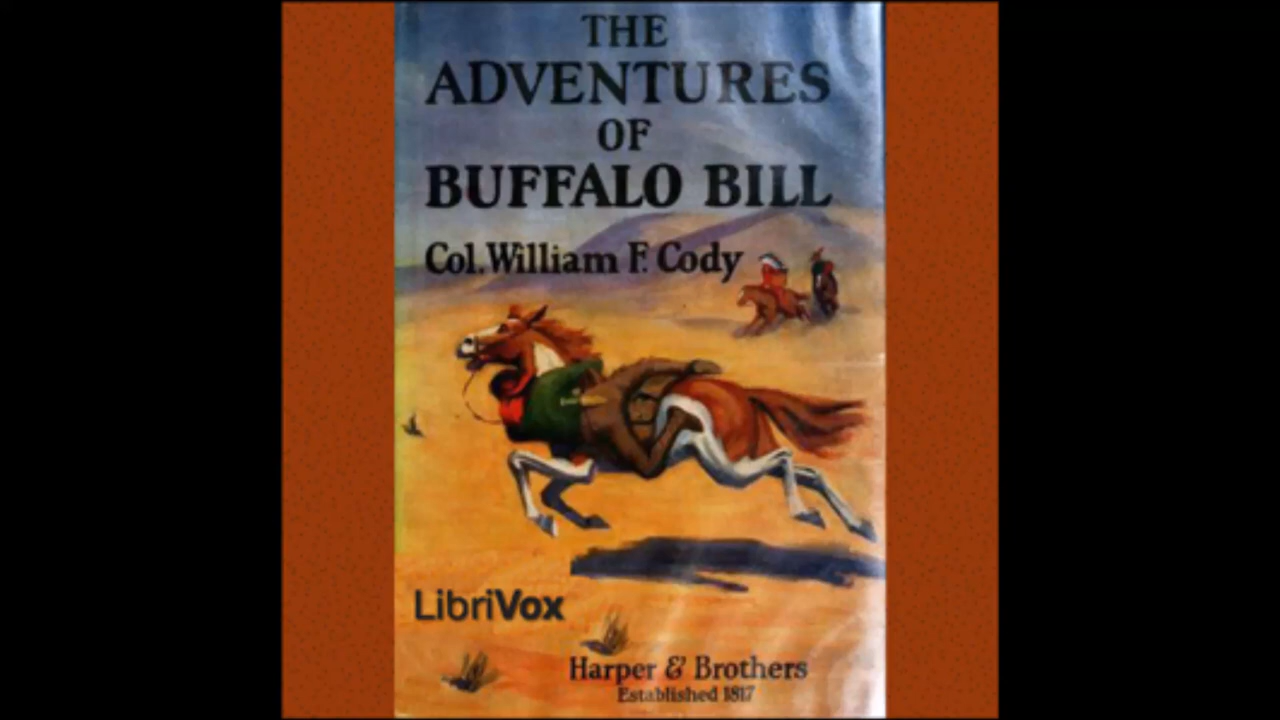 THE
ADVENTURES
OF
BUFFALO BILL
Col. William F. Cody
LibriVox
Harper & Brothers
Established 1817